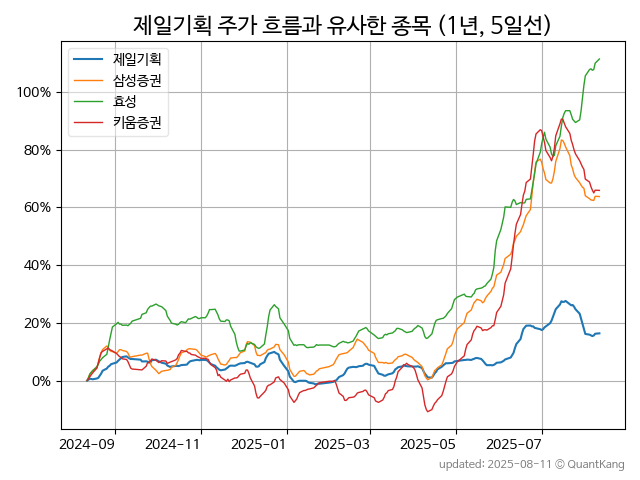 제일기획 주가 흐름과 유사한 종목 (1년, 5일선)
제일기획
삼성증권
효성
키움증권
100%
80%
60%
40%
20%
0%
2024-09
2024-11
2025-01
2025-03
2025-05
2025-07
updated: 2025-08-11 © QuantKang